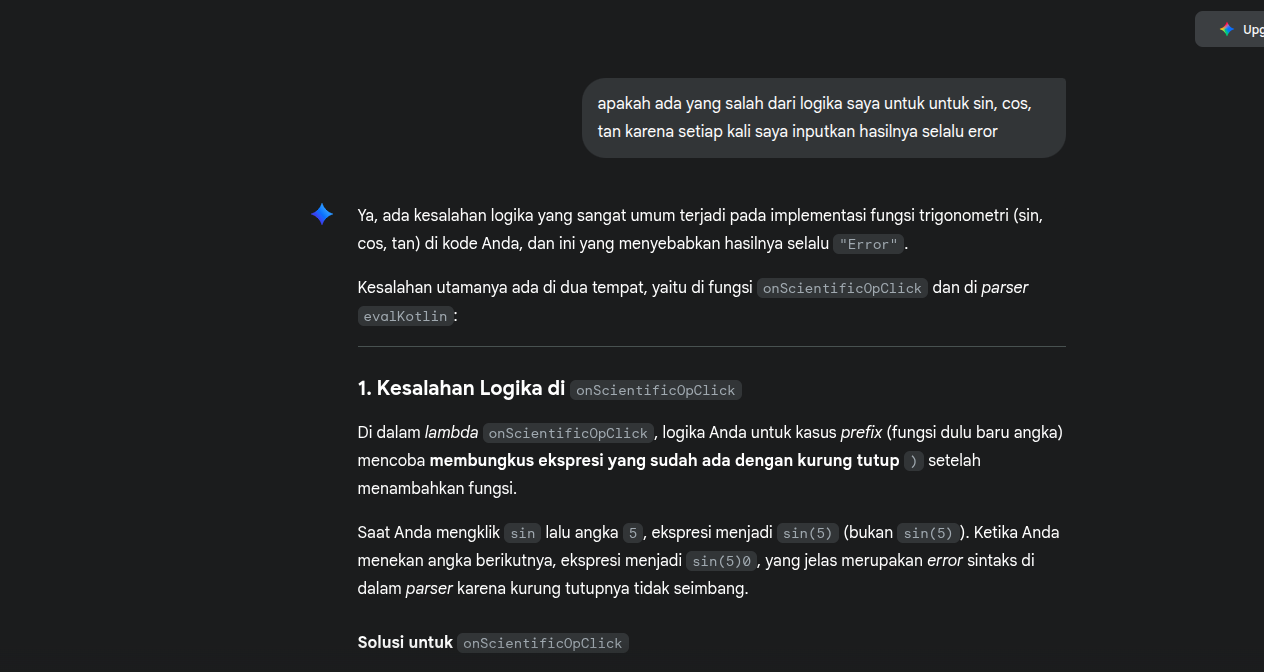 Upg
apakah ada yang salah dari logika saya untuk untuk sin, cos,
tan karena setiap kali saya inputkan hasilnya selalu eror
Ya, ada kesalahan logika yang sangat umum terjadi pada implementasi fungsi trigonometri (sin,
cos, tan) di kode Anda, dan ini yang menyebabkan hasilnya selalu "Error".
Kesalahan utamanya ada di dua tempat, yaitu di fungsi onScientificOpClick dan di parser
evalKotlin:
1. Kesalahan Logika di onScientificOpClick
Di dalam lambda onScientificOpClick, logika Anda untuk kasus prefix (fungsi dulu baru angka)
mencoba membungkus ekspresi yang sudah ada dengan kurung tutup ) setelah
menambahkan fungsi.
Saat Anda mengklik sin lalu angka 5, ekspresi menjadi sin(5) (bukan sin(5)). Ketika Anda
menekan angka berikutnya, ekspresi menjadi sin(5)0, yang jelas merupakan error sintaks di
dalam parser karena kurung tutupnya tidak seimbang.
Solusi untuk onScientificOpClick